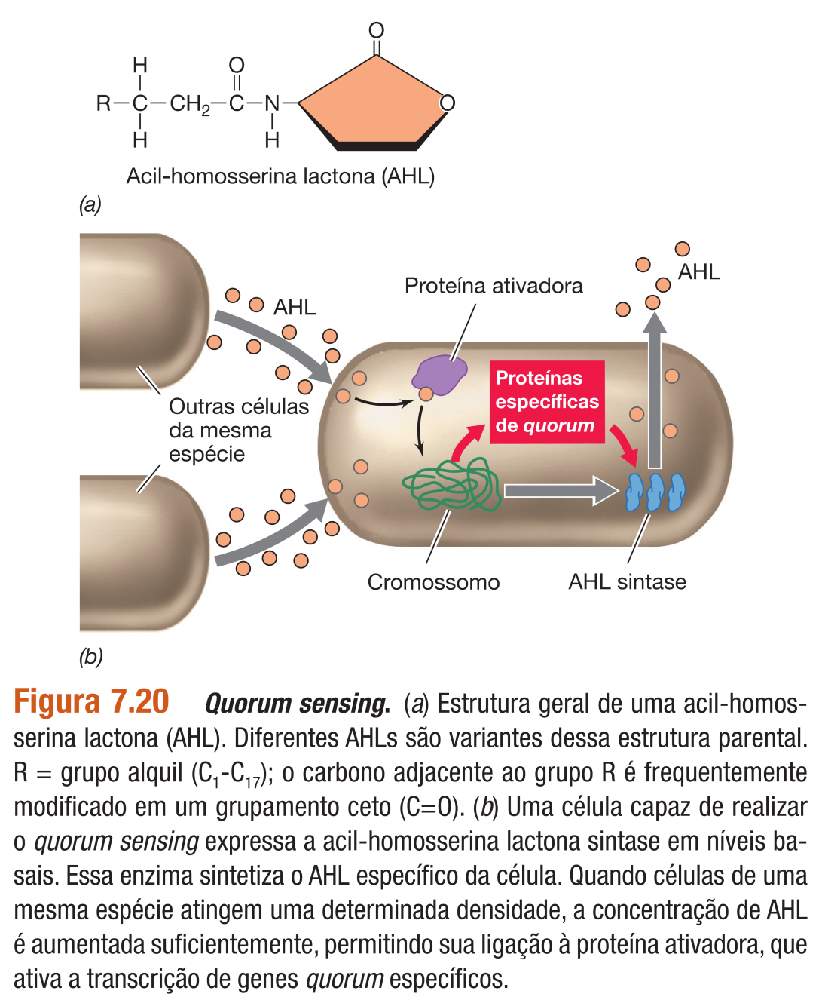 O
H
O
R–C–CH2–C–N–
O
H
H
Acil-homosserina lactona (AHL)
(a)
AHL
Proteína ativadora
AHL
Proteínas
específicas
de quorum
Outras células
da mesma
espécie
Cromossomo
AHL sintase
(b)
Figura 7.20 Quorum sensing. (a) Estrutura geral de uma acil-homos-
serina lactona (AHL). Diferentes AHLs são variantes dessa estrutura parental.
R = grupo alquil (C1-C17); o carbono adjacente ao grupo R é frequentemente
modificado em um grupamento ceto (C=O). (b) Uma célula capaz de realizar
o quorum sensing expressa a acil-homosserina lactona sintase em níveis ba-
sais. Essa enzima sintetiza o AHL específico da célula. Quando células de uma
mesma espécie atingem uma determinada densidade, a concentração de AHL
é aumentada suficientemente, permitindo sua ligação à proteína ativadora, que
ativa a transcrição de genes quorum específicos.